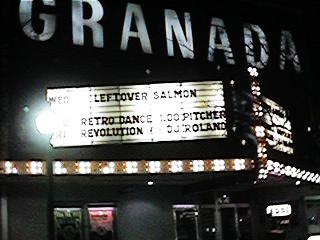 GRANADA
WED LEFTOVER SALMON
RETRO DANCE 1.00 PITCHER
FRI REVOLUTION DJ ROLAND